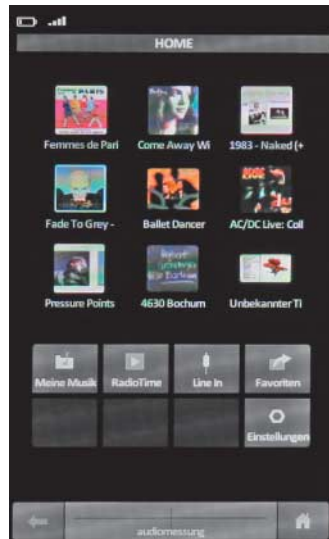 HOME
Femmes de Pari
Come Away Wi
1983 - Naked (+
Fade To Grey -
Ballet Dancer
AC/DC Live: Coll
Pressure Points
4630 Bochum
Unbekannter Ti
Meine Musik
RadioTime
Line In
Favoriten
Einstellungen
audiomessung